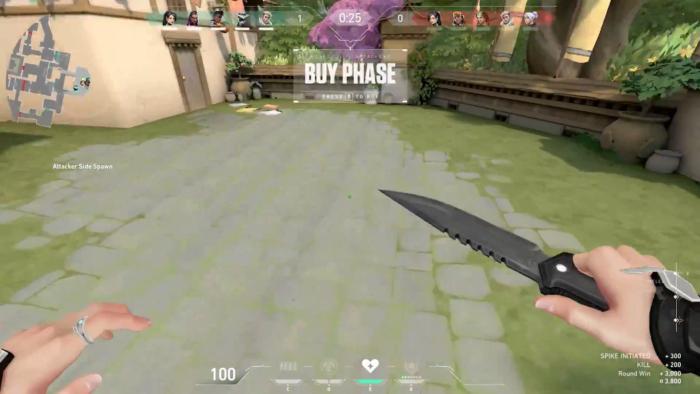 1 0:25 0
BUY PHASE
Attacker Side Spawn
100
SPIKE INITIATED + 300
KILL + 200
Round Win + 3,000
¤ 3,800
C Q E X